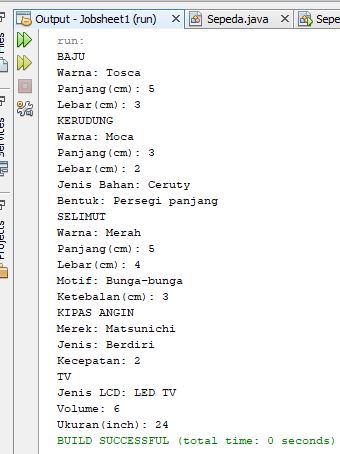 Output - Jobsheet1 (run)
Sepeda.java
Sepe
run:
BAJU
Warna: Tosca
Panjang(cm): 5
Lebar(cm): 3
KERUDUNG
Warna: Moca
Panjang(cm): 3
Lebar(cm): 2
Jenis Bahan: Ceruty
Bentuk: Persegi panjang
SELIMUT
Warna: Merah
Panjang(cm): 5
Lebar(cm): 4
Motif: Bunga-bunga
Ketebalan(cm): 3
KIPAS ANGIN
Merek: Matsunichi
Jenis: Berdiri
Kecepatan: 2
TV
Jenis LCD: LED TV
Volume: 6
Ukuran(inch): 24
BUILD SUCCESSFUL (total time: 0 seconds)
Files
Services
Projects